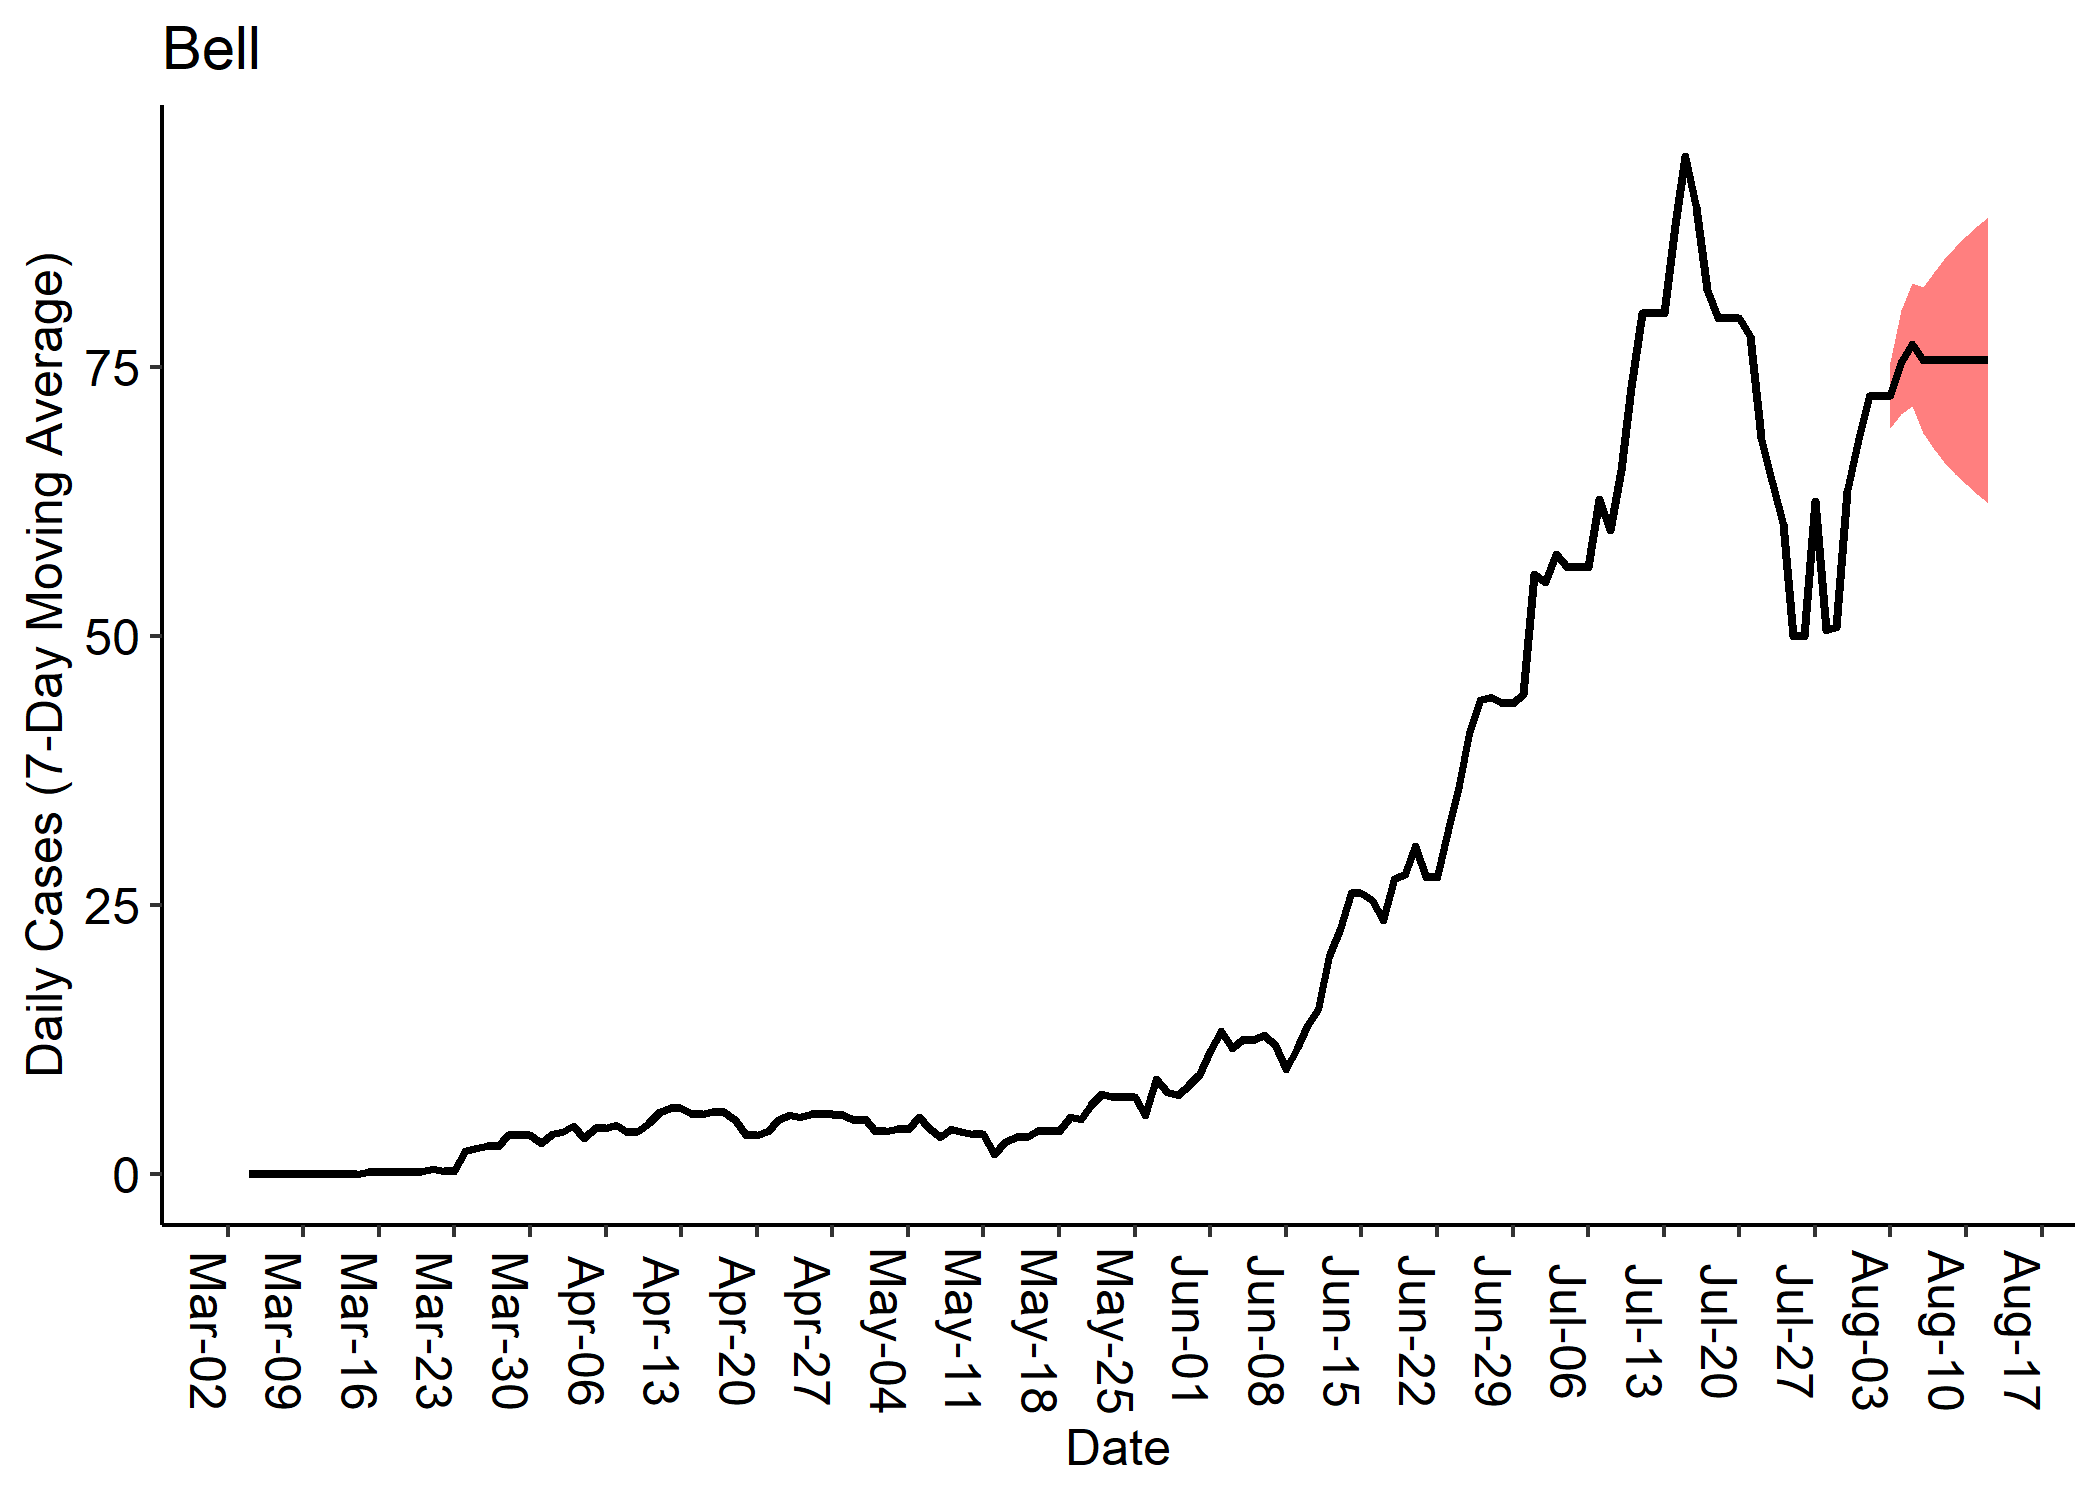 Bell
Daily Cases (7-Day Moving Average)
75
50
25
0
Mar-02
Mar-09
Mar-16
Mar-23
Mar-30
Apr-06
Apr-13
Apr-20
Apr-27
May-04
May-11
May-18
May-25
Jun-01
Jun-08
Jun-15
Jun-22
Jun-29
Jul-06
Jul-13
Jul-20
Jul-27
Aug-03
Aug-10
Aug-17
Date